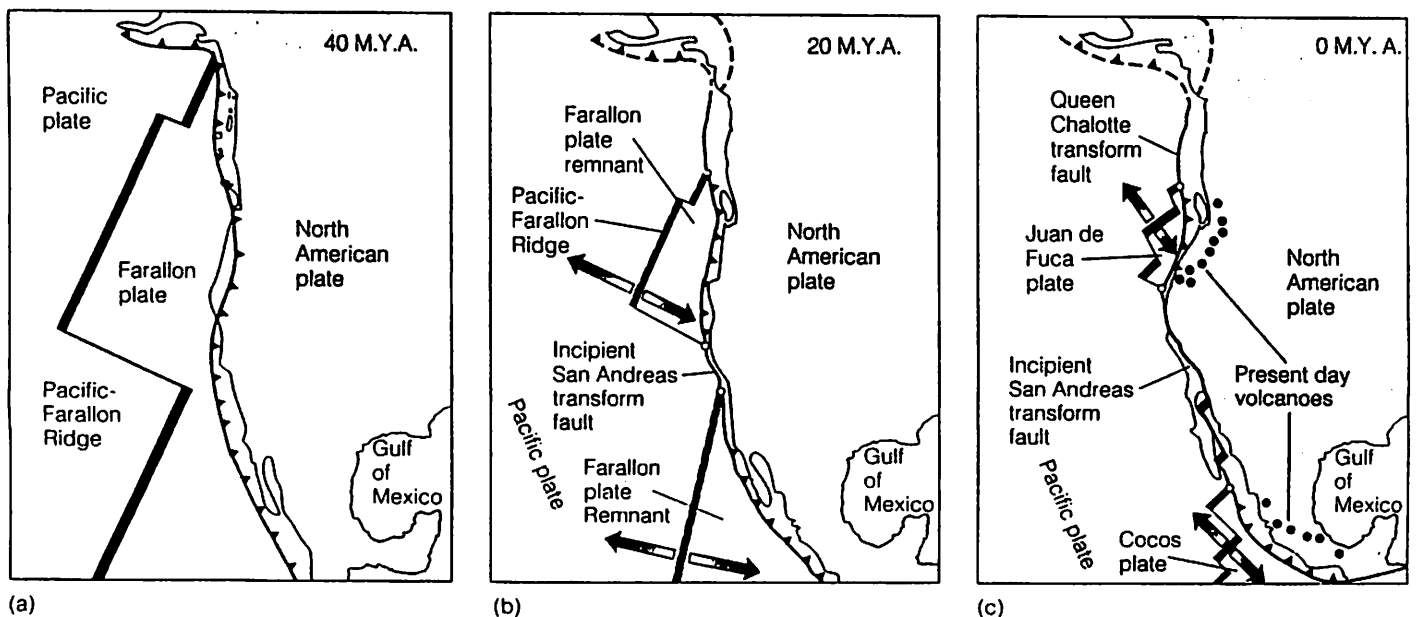 40 M.Y.A.
Pacific
plate
Farallon
plate
North
American
plate
Pacific-
Farallon
Ridge
Gulf
of
Mexico
(a)
20 M.Y.A.
Farallon
plate
remnant
Pacific-
Farallon
Ridge
North
American
plate
Incipient
San Andreas
transform
fault
Pacific plate
Farallon
plate
Remnant
Gulf
of
Mexico
(b)
0 M.Y.A.
Queen
Chalotte
transform
fault
Juan de
Fuca
plate
North
American
plate
Incipient
San Andreas
transform
fault
Present day
volcanoes
Pacific plate
Cocos
plate
Gulf
of
Mexico
(c)